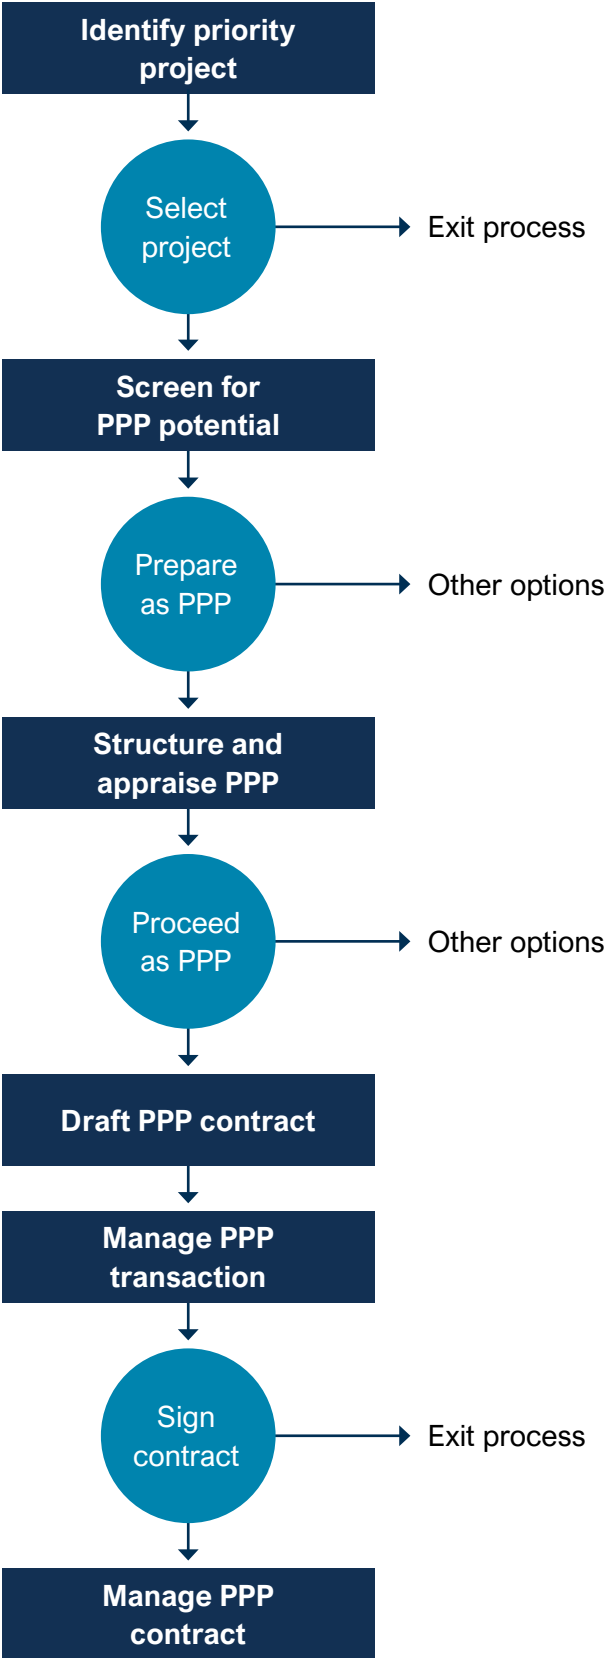 Identify priority
project
Select
project
Exit process
Screen for
PPP potential
Prepare
as PPP
Other options
Structure and
appraise PPP
Proceed
as PPP
Other options
Draft PPP contract
Manage PPP
transaction
Sign
contract
Exit process
Manage PPP
contract